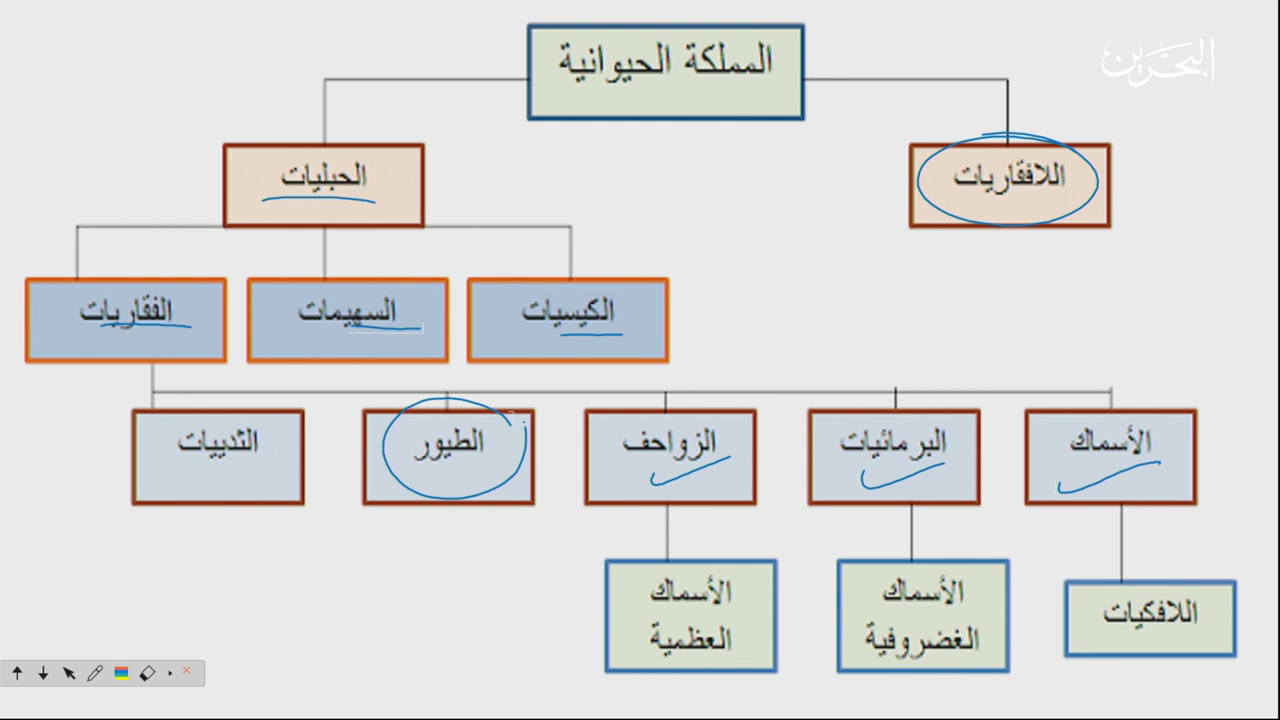 البحرين
المملكة الحيوانية
اللافقاريات
الحبليات
الكيسيات
السهيمات
الفقاريات
الأسماك
البرمائيات
الزواحف
الطيور
الثدييات
اللافكيات
الأسماك
الغضروفية
الأسماك
العظمية